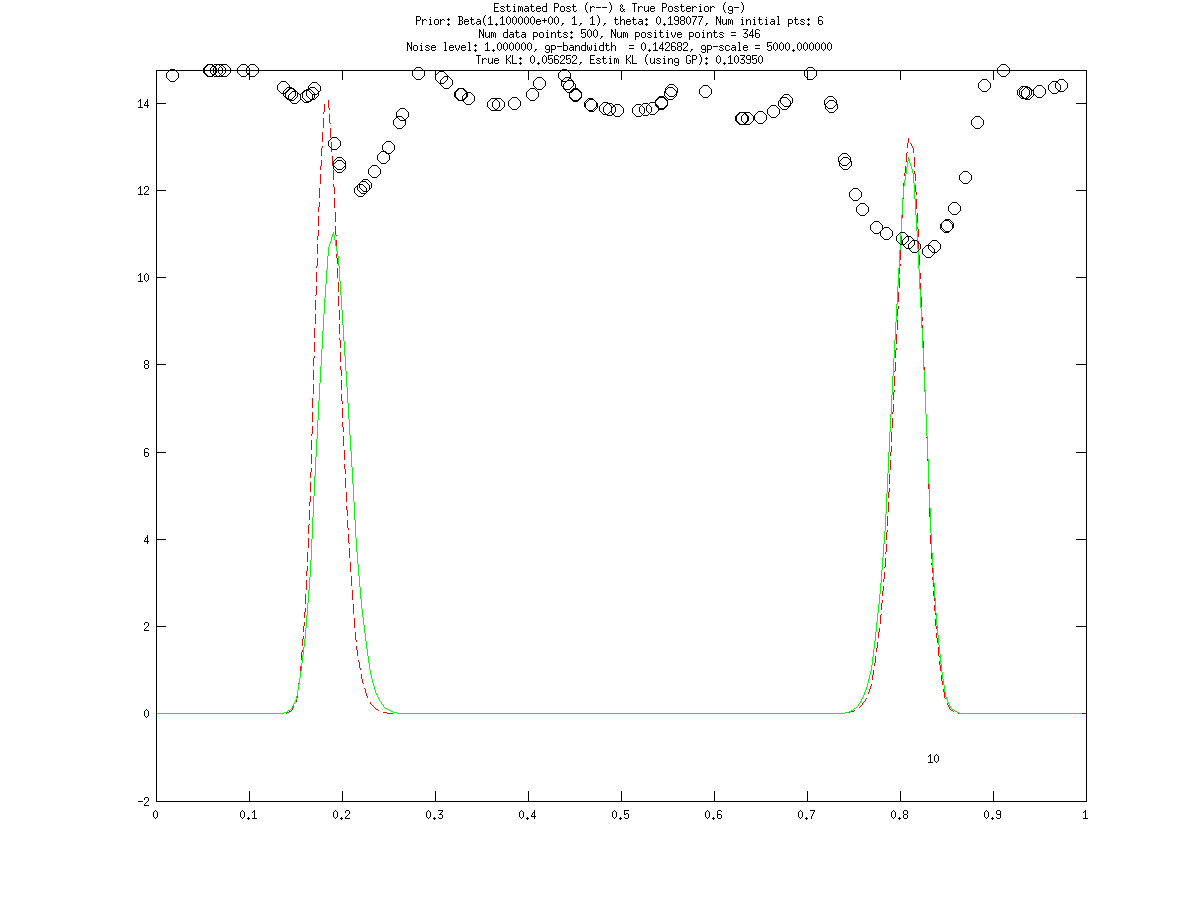 Estimated Post (r--) & True Posterior (g-)
Prior: Beta(1.100000e+00, 1, 1), theta: 0.198077, Num initial pts: 6
Num data points: 500, Num positive points = 346
Noise level: 1.000000, gp-bandwidth  = 0.142682, gp-scale = 5000.000000
True KL: 0.056252, Estim KL (using GP): 0.103950
14
12
10
8
6
4
2
0
10
-2
0 0.1 0.2 0.3 0.4 0.5 0.6 0.7 0.8 0.9 1